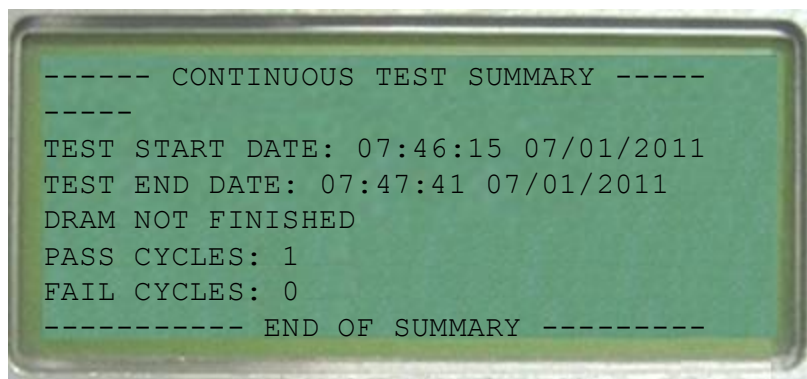 ------ CONTINUOUS TEST SUMMARY -----
-----
TEST START DATE: 07:46:15 07/01/2011
TEST END DATE: 07:47:41 07/01/2011
DRAM NOT FINISHED
PASS CYCLES: 1
FAIL CYCLES: 0
----------- END OF SUMMARY ---------